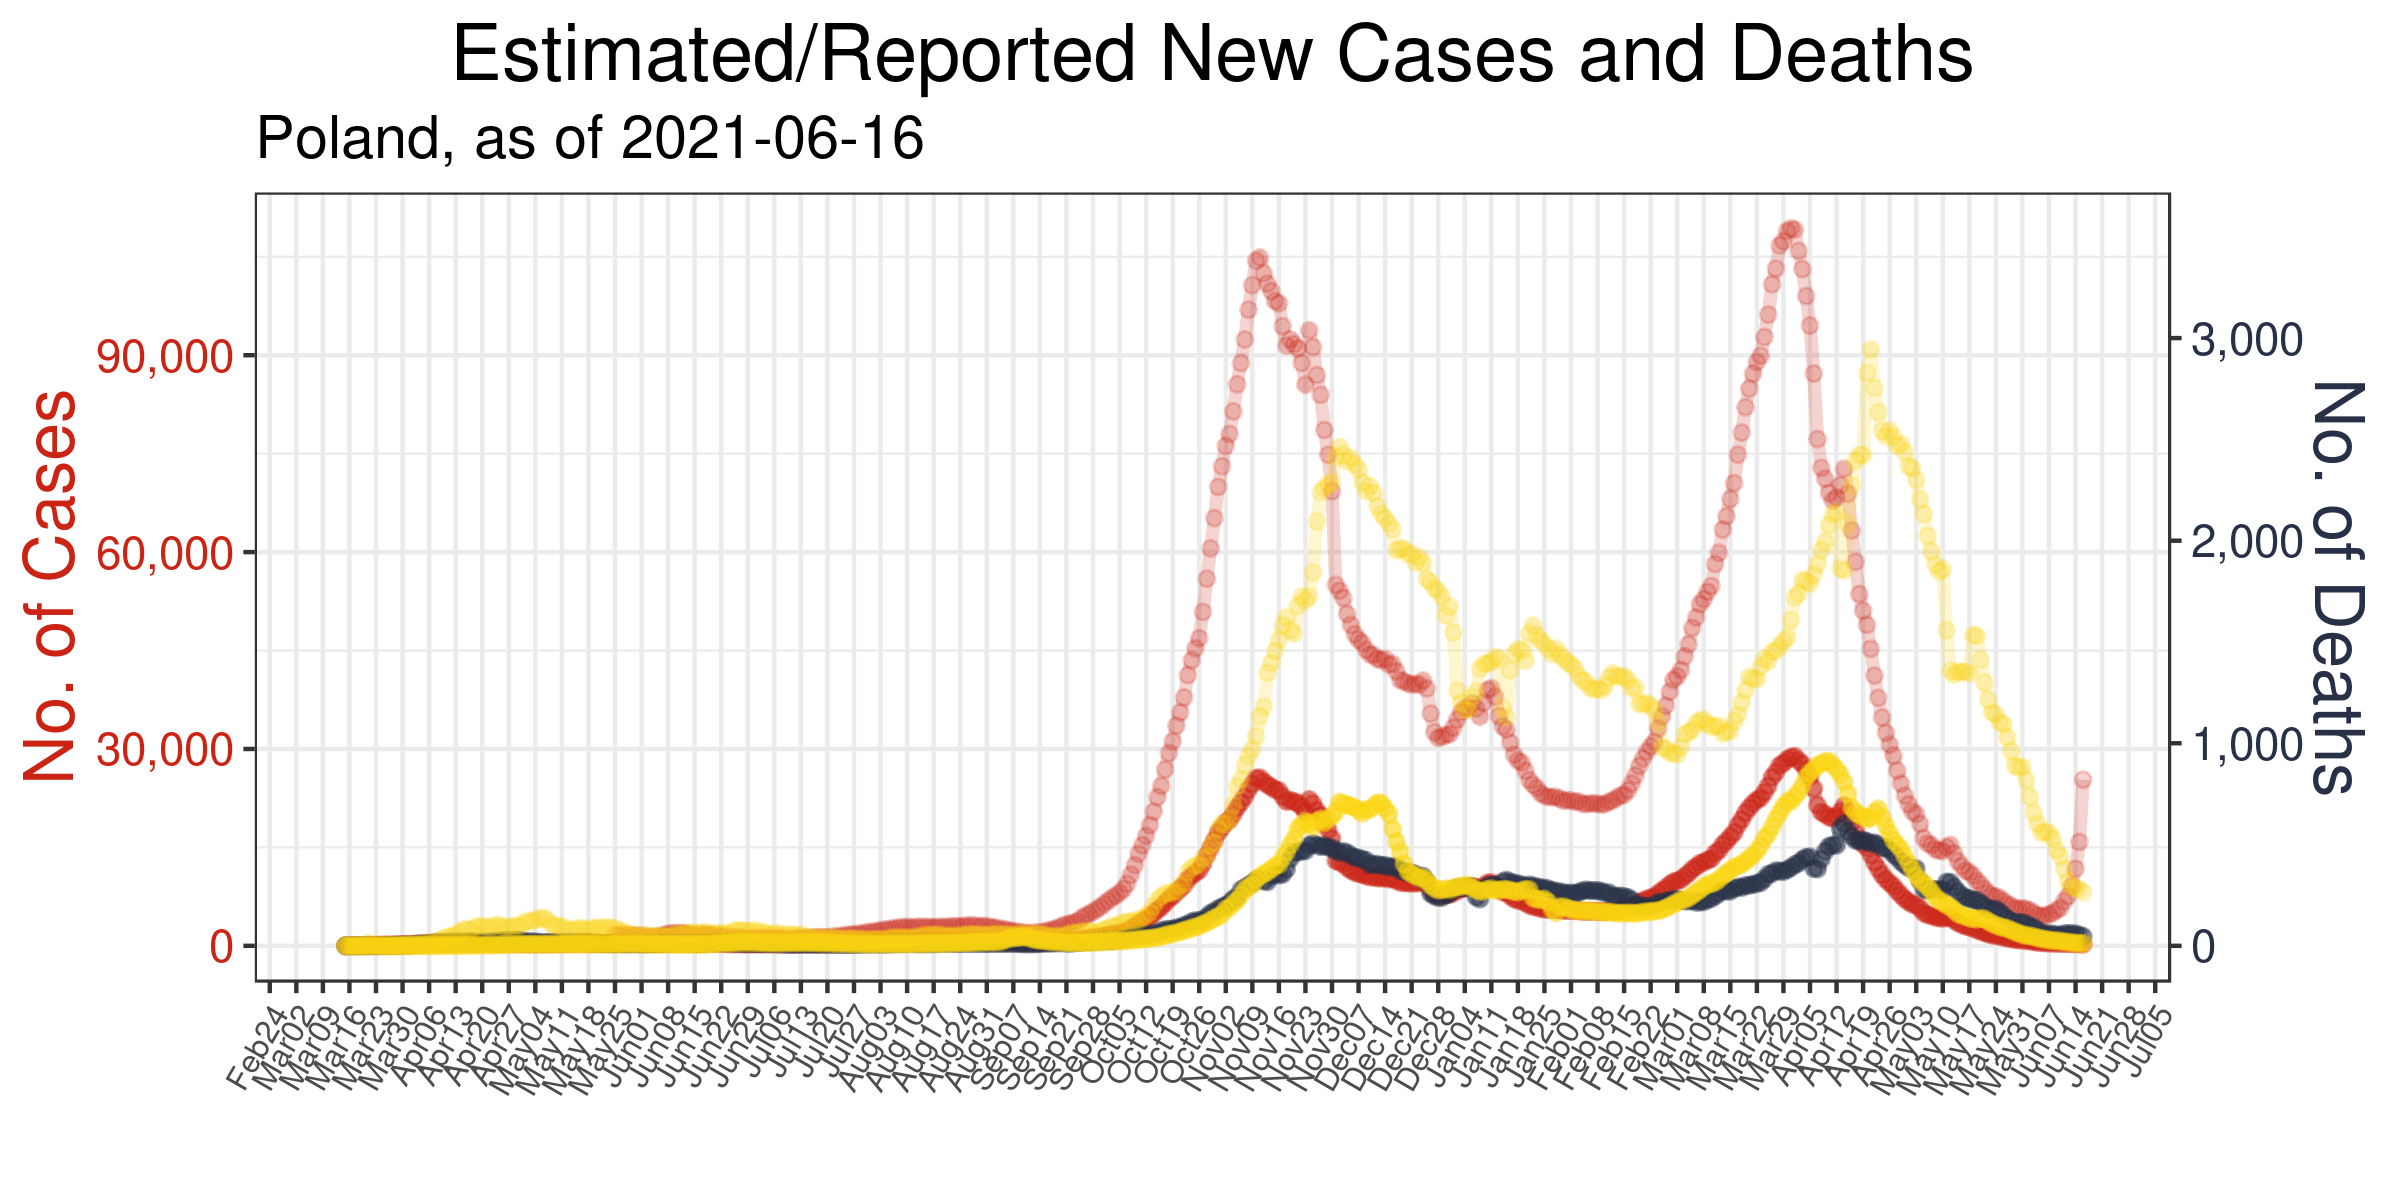 Estimated/Reported New Cases and Deaths
Poland, as of 2021-06-16
No. of Cases
90,000
60,000
30,000
0
3,000
2,000
1,000
0
No. of Deaths
Feb24
Mar02
Mar09
Mar16
Mar23
Mar30
Apr06
Apr13
Apr20
Apr27
May04
May11
May18
May25
Jun01
Jun08
Jun15
Jun22
Jun29
Jul06
Jul13
Jul20
Jul27
Aug03
Aug10
Aug17
Aug24
Aug31
Sep07
Sep14
Sep21
Sep28
Oct05
Oct12
Oct19
Oct26
Nov02
Nov09
Nov16
Nov23
Nov30
Dec07
Dec14
Dec21
Dec28
Dec04
Jan11
Jan18
Jan25
Feb01
Feb08
Feb15
Feb22
Mar01
Mar08
Mar15
Mar22
Mar29
Apr05
Apr12
Apr19
Apr26
May03
May10
May17
May24
May31
May07
Jun14
Jun21
Jun28
Jul05